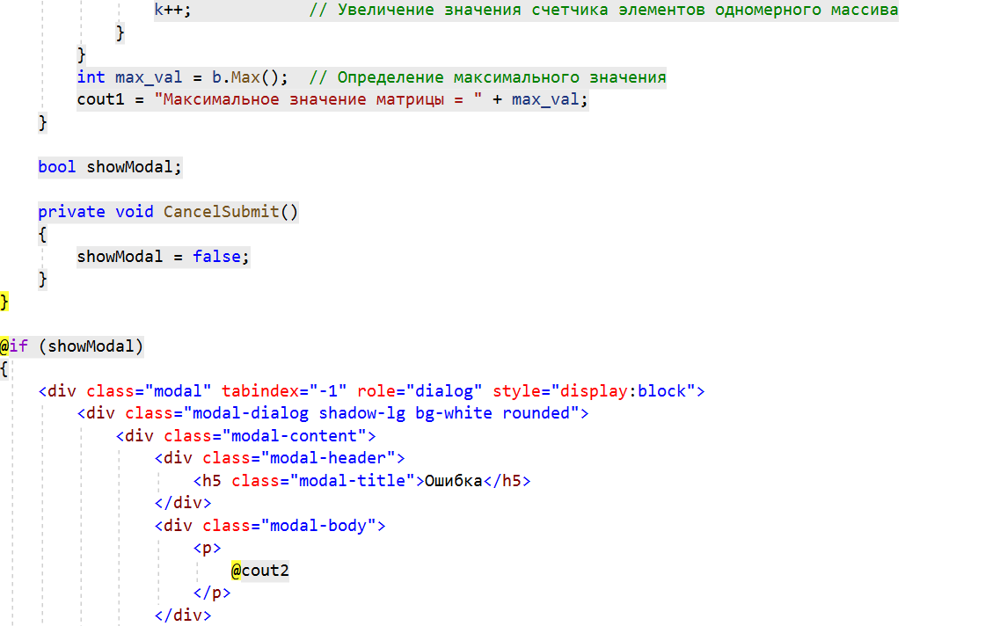 k++;            // Увеличение значения счетчика элементов одномерного массива
}
}
int max_val = b.Max();  // Определение максимального значения
cout1 = "Максимальное значение матрицы = " + max_val;
}
bool showModal;
private void CancelSubmit()
{
showModal = false;
}
}
@if (showModal)
{
<div class="modal" tabindex="-1" role="dialog" style="display:block">
<div class="modal-dialog shadow-lg bg-white rounded">
<div class="modal-content">
<div class="modal-header">
<h5 class="modal-title">Ошибка</h5>
</div>
<div class="modal-body">
<p>
@cout2
</p>
</div>